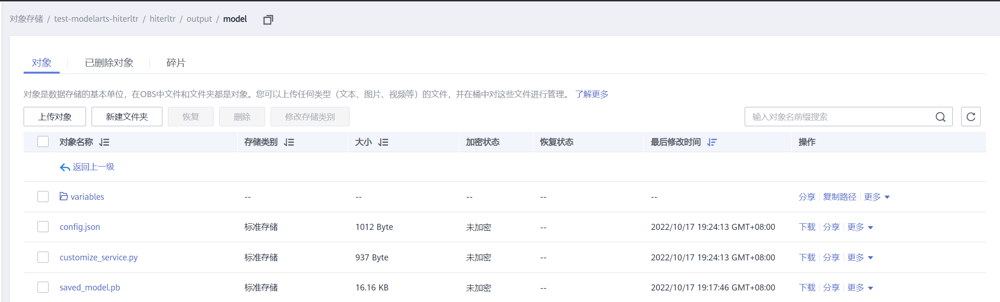 对象存储 / test-modelarts-hiterltr / hiterltr / output / model
对象 已删除对象 碎片
对象是数据存储的基本单位，在OBS中文件和文件夹都是对象。您可以上传任何类型（文本、图片、视频等）的文件，并在桶中对这些文件进行管理。 了解更多
上传对象 新建文件夹 恢复 删除 修改存储类别 输入对象名前缀搜索
对象名称 存储类别 大小 加密状态 恢复状态 最后修改时间 操作
返回上一级
variables -- -- -- -- -- 分享 复制路径 更多
config.json 标准存储 1012 Byte 未加密 -- 2022/10/17 19:24:13 GMT+08:00 下载 分享 更多
customize_service.py 标准存储 937 Byte 未加密 -- 2022/10/17 19:24:13 GMT+08:00 下载 分享 更多
saved_model.pb 标准存储 16.16 KB 未加密 -- 2022/10/17 19:17:46 GMT+08:00 下载 分享 更多